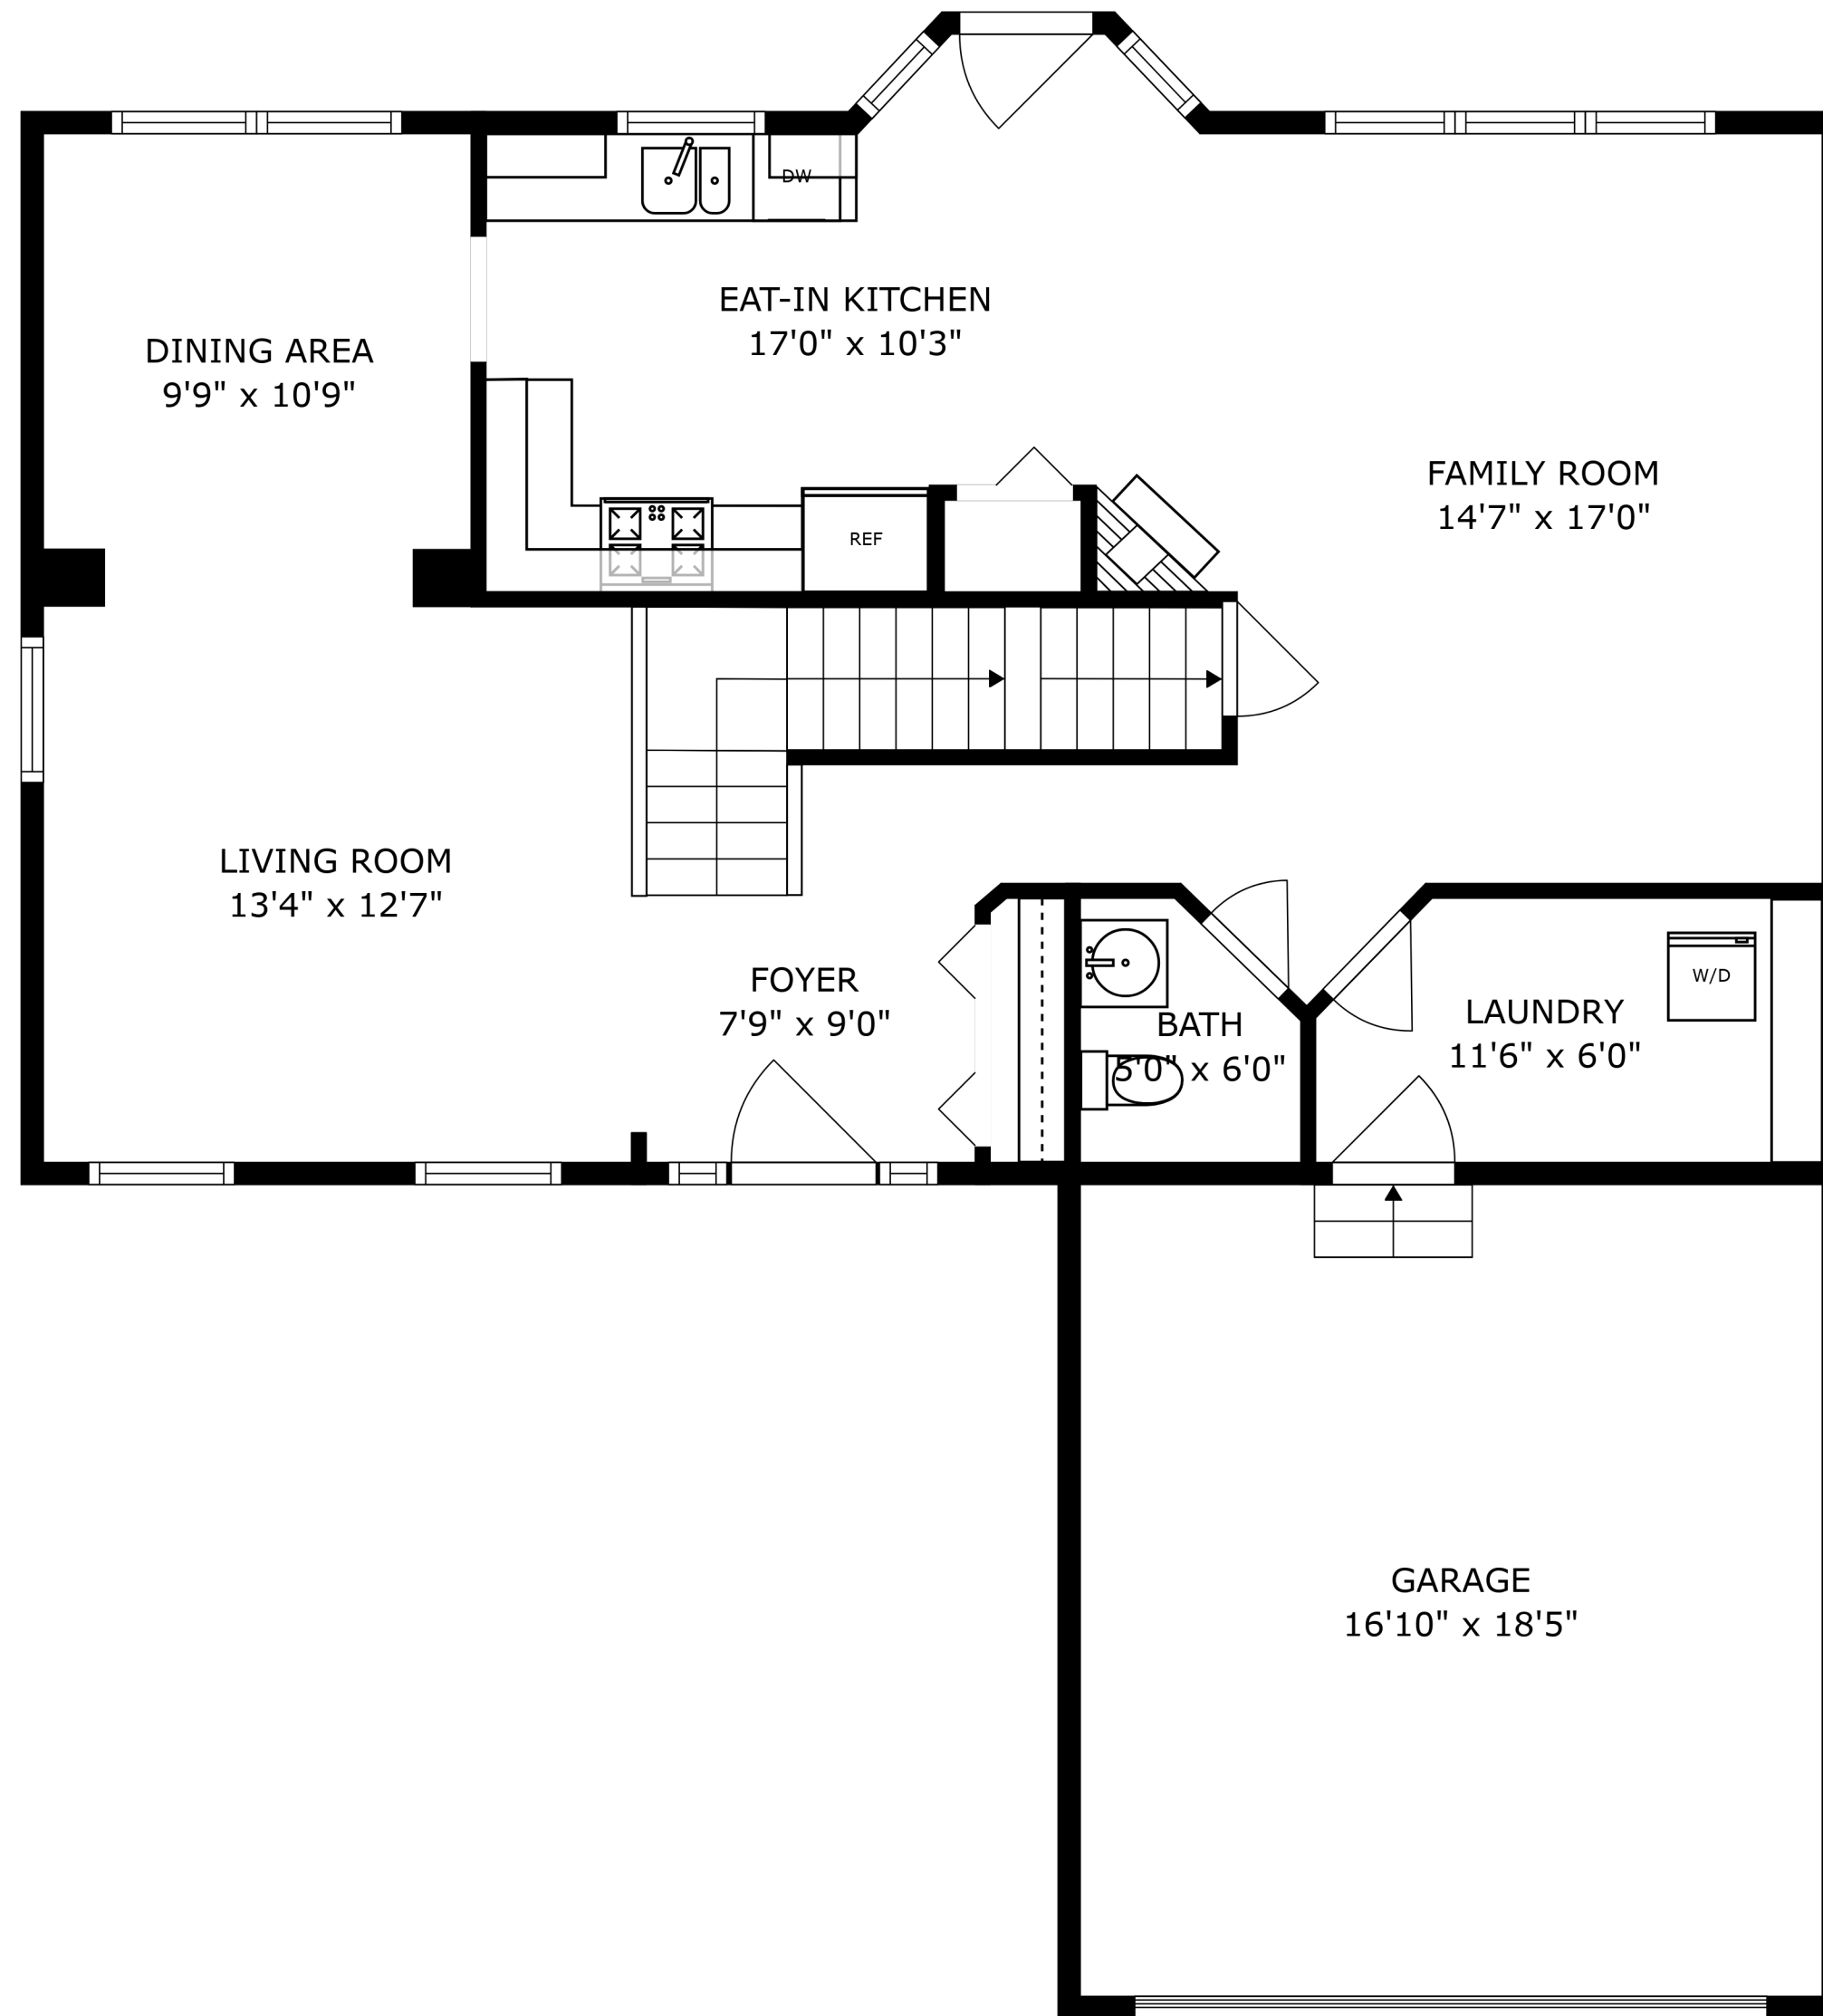 DW
EAT-IN KITCHEN
17'0" x 10'3"
DINING AREA
9'9" x 10'9"
FAMILY ROOM
14'7" x 17'0"
REF
LIVING ROOM
13'4" x 12'7"
FOYER
7'9" x 9'0"
BATH
5'0" x 6'0"
LAUNDRY
11'6" x 6'0"
W/D
GARAGE
16'10" x 18'5"